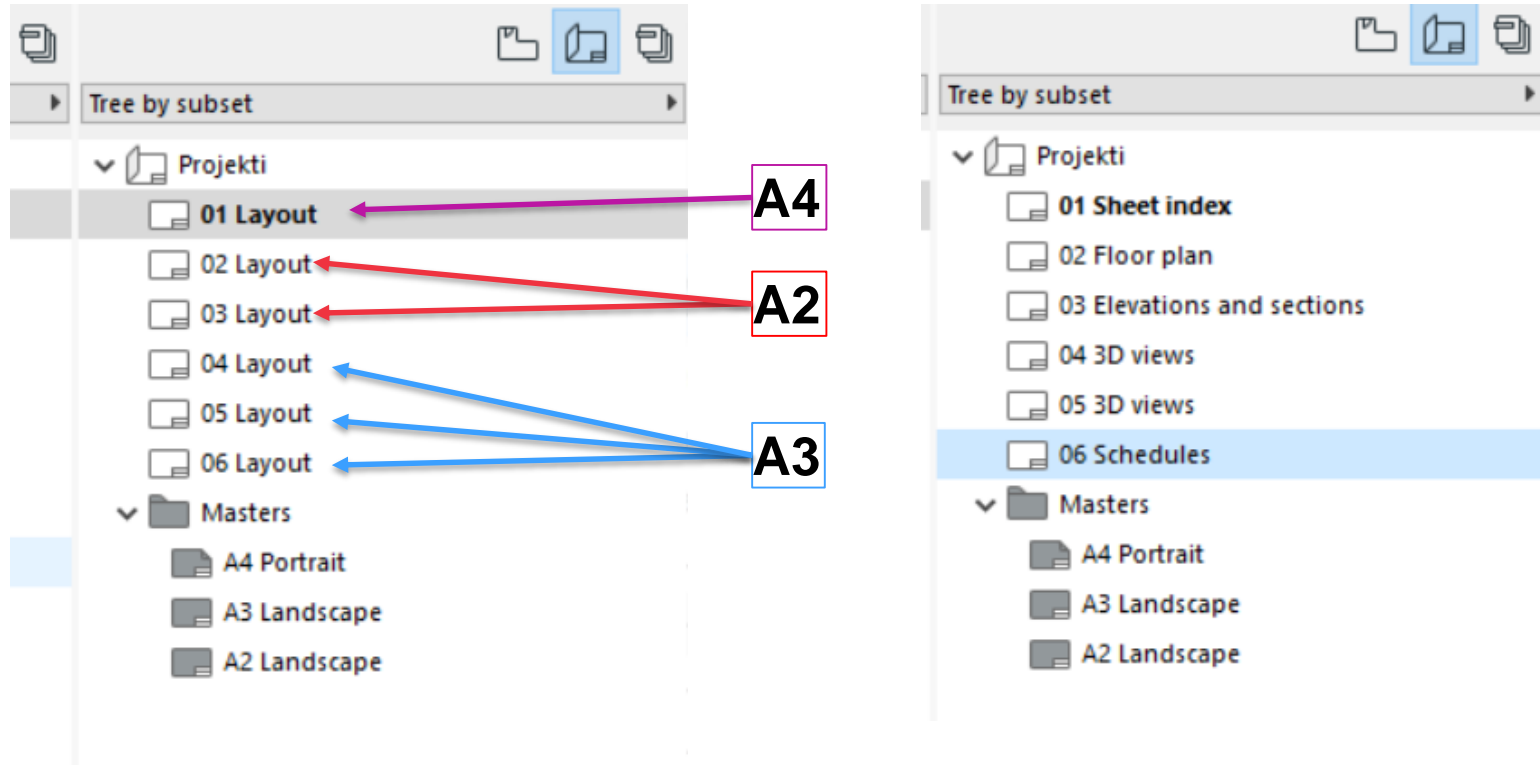 Tree by subset
Projekti
01 Layout
02 Layout
03 Layout
04 Layout
05 Layout
06 Layout
Masters
A4 Portrait
A3 Landscape
A2 Landscape
A4
A2
A3
Tree by subset
Projekti
01 Sheet index
02 Floor plan
03 Elevations and sections
04 3D views
05 3D views
06 Schedules
Masters
A4 Portrait
A3 Landscape
A2 Landscape